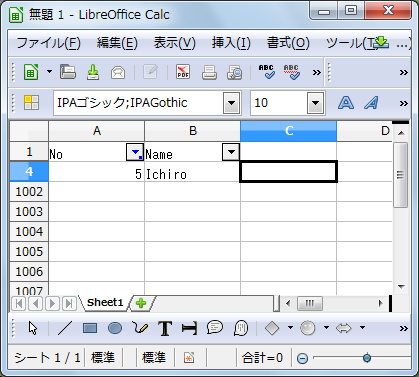 無題 1 - LibreOffice Calc
ファイル(F) 編集(E) 表示(V) 挿入(I) 書式(O) ツール(T) ...
ABC ABC
IPAゴシック;IPAGothic 10 A A
A B C D
1 No Name
4 5 Ichiro
1002
1003
1004
1005
1006
1007
Sheet1
T
シート 1 / 1 標準 標準 合計=0